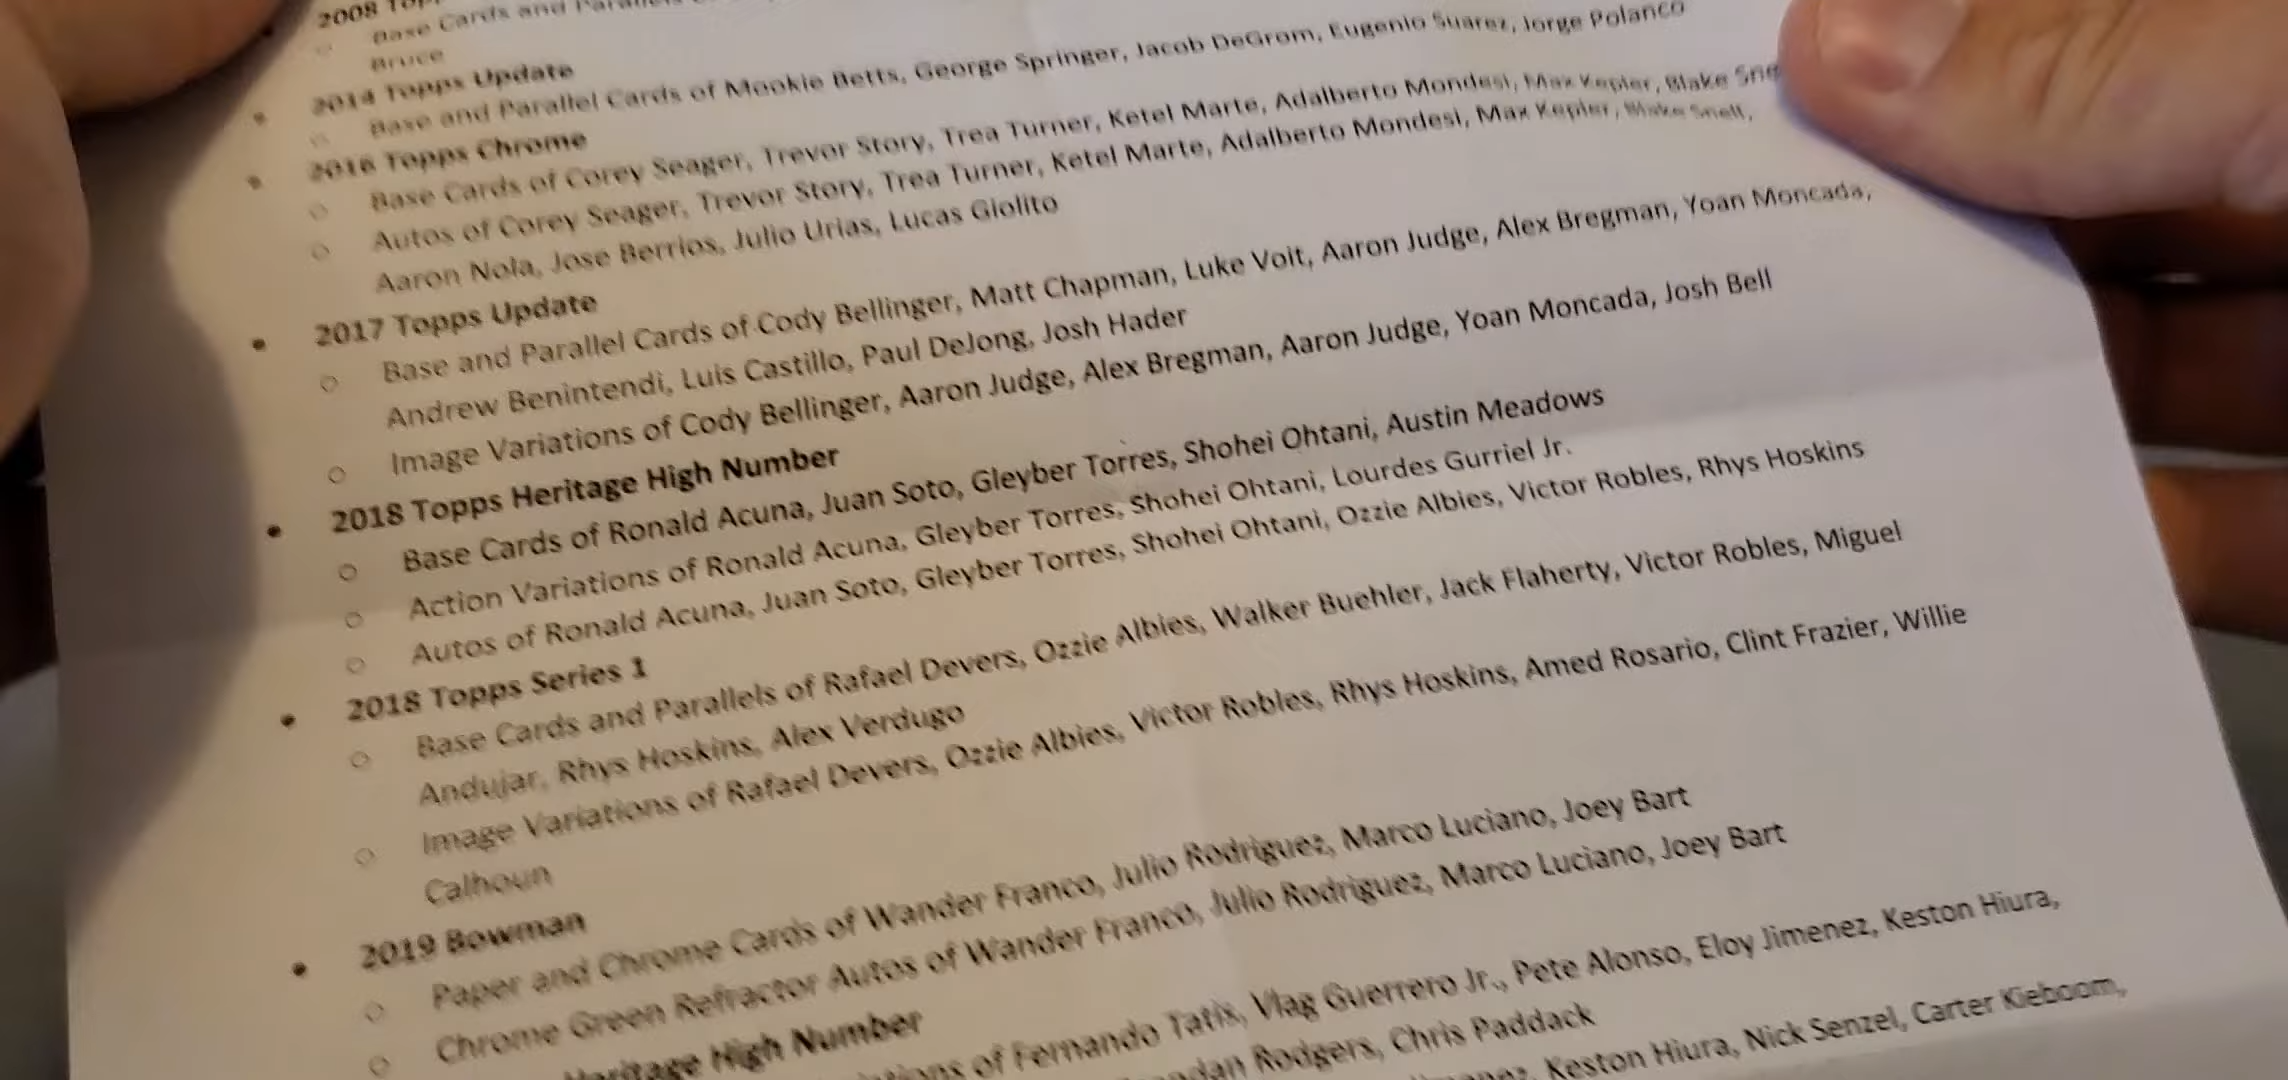 2008
Base Cards and Parallels
Bruce
2014 Topps Update
Base and Parallel Cards of Mookie Betts, George Springer, Jacob DeGrom, Eugenio Suarez, Jorge Polanco
2016 Topps Chrome
Base Cards of Corey Seager, Trevor Story, Trea Turner, Ketel Marte, Adalberto Mondesi, Max Kepler, Blake
Autos of Corey Seager, Trevor Story, Trea Turner, Ketel Marte, Adalberto Mondesi, Max Kepler, Blake Snell,
Aaron Nola, Jose Berrios, Julio Urias, Lucas Giolito
2017 Topps Update
Base and Parallel Cards of Cody Bellinger, Matt Chapman, Luke Voit, Aaron Judge, Alex Bregman, Yoan Moncada,
Andrew Benintendi, Luis Castillo, Paul DeJong, Josh Hader
Image Variations of Cody Bellinger, Aaron Judge, Alex Bregman, Aaron Judge, Yoan Moncada, Josh Bell
2018 Topps Heritage High Number
Base Cards of Ronald Acuna, Juan Soto, Gleyber Torres, Shohei Ohtani, Austin Meadows
Action Variations of Ronald Acuna, Gleyber Torres, Shohei Ohtani, Lourdes Gurriel Jr.
Autos of Ronald Acuna, Juan Soto, Gleyber Torres, Shohei Ohtani, Ozzie Albies, Victor Robles, Rhys Hoskins
2018 Topps Series 1
Base Cards and Parallels of Rafael Devers, Ozzie Albies, Walker Buehler, Jack Flaherty, Victor Robles, Miguel
Andujar, Rhys Hoskins, Alex Verdugo
Image Variations of Rafael Devers, Ozzie Albies, Victor Robles, Rhys Hoskins, Amed Rosario, Clint Frazier, Willie
Calhoun
2019 Bowman
Paper and Chrome Cards of Wander Franco, Julio Rodriguez, Marco Luciano, Joey Bart
Chrome Green Refractor Autos of Wander Franco, Julio Rodriguez, Marco Luciano, Joey Bart
Heritage High Number
of Fernando Tatis, Vlag Guerrero Jr., Pete Alonso, Eloy Jimenez, Keston Hiura,
Rodgers, Chris Paddack
Keston Hiura, Nick Senzel, Carter Kieboom,